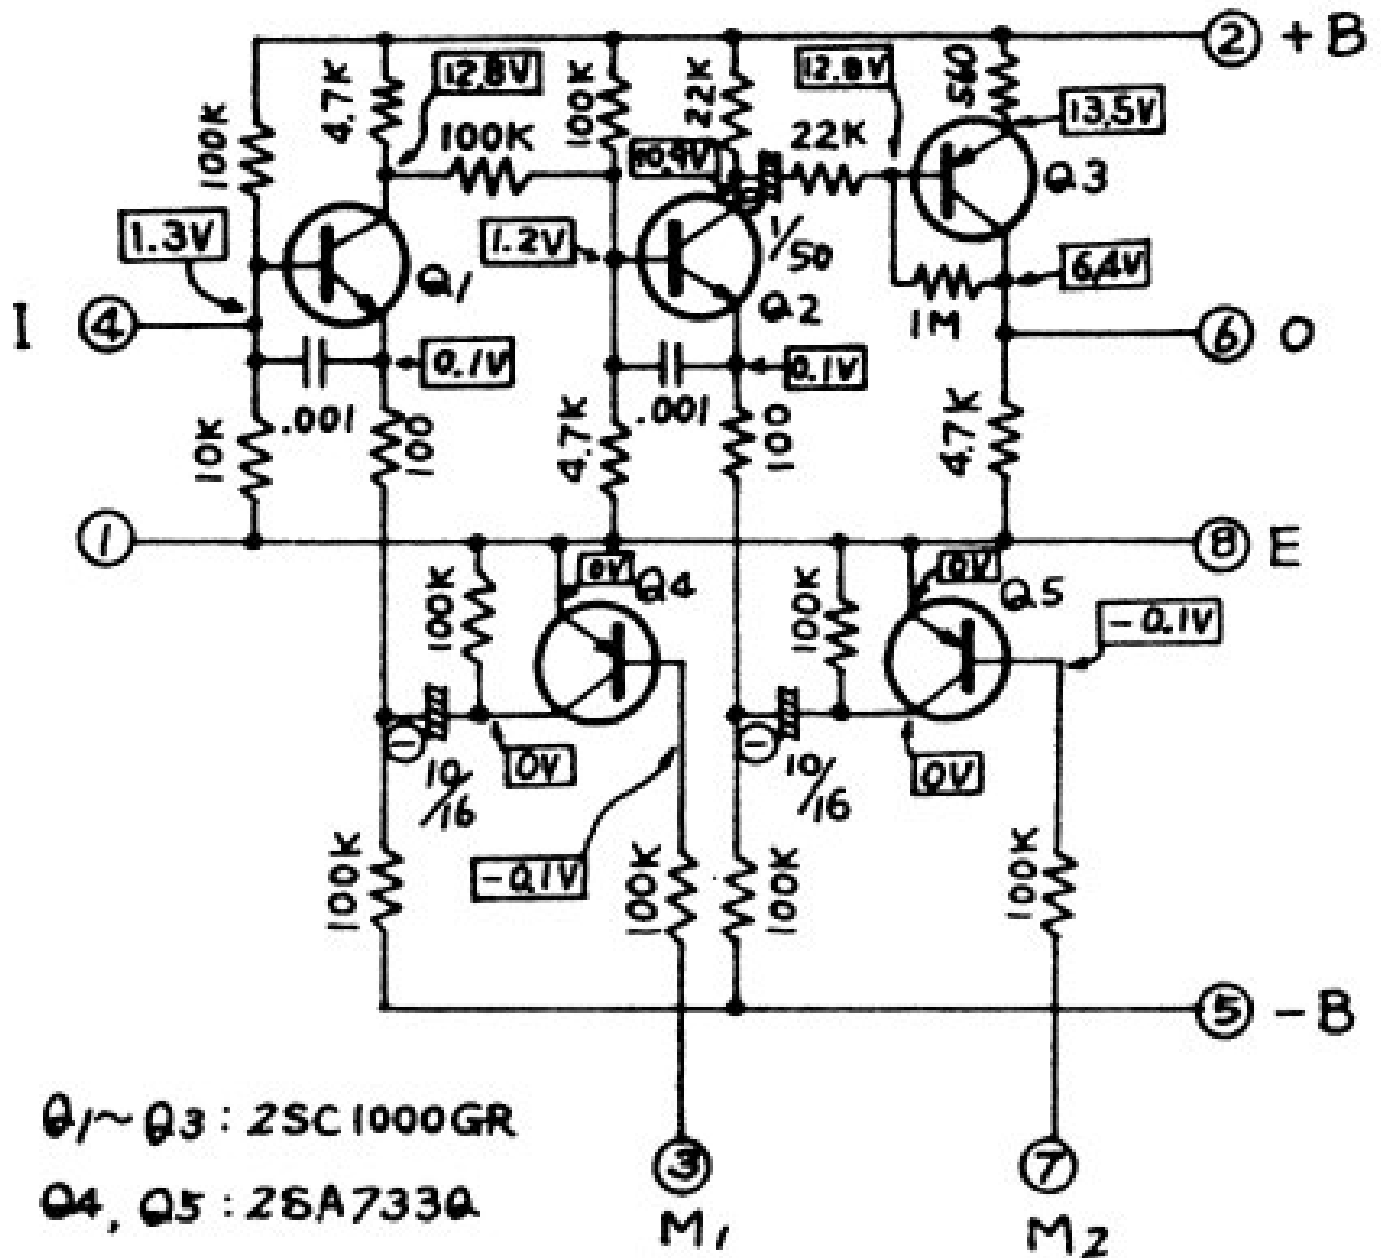 ② +B
4.7K
12.8V
100K
22K
12.8V
560
13.5V
100K
100K
10.9V
22K
Q3
1.3V
1.2V
1/50
6.4V
Q1
Q2
1M
I ④
⑥ O
0.1V
0.1V
.001
.001
10K
100
4.7K
100
4.7K
①
⑧ E
0V
Q4
0V
Q5
100K
100K
-0.1V
⊖
⊖
10/16
0V
10/16
0V
-0.1V
100K
100K
100K
100K
⑤ -B
Q1~Q3: 2SC1000GR
③
⑦
Q4, Q5: 2SA733Q
M1
M2